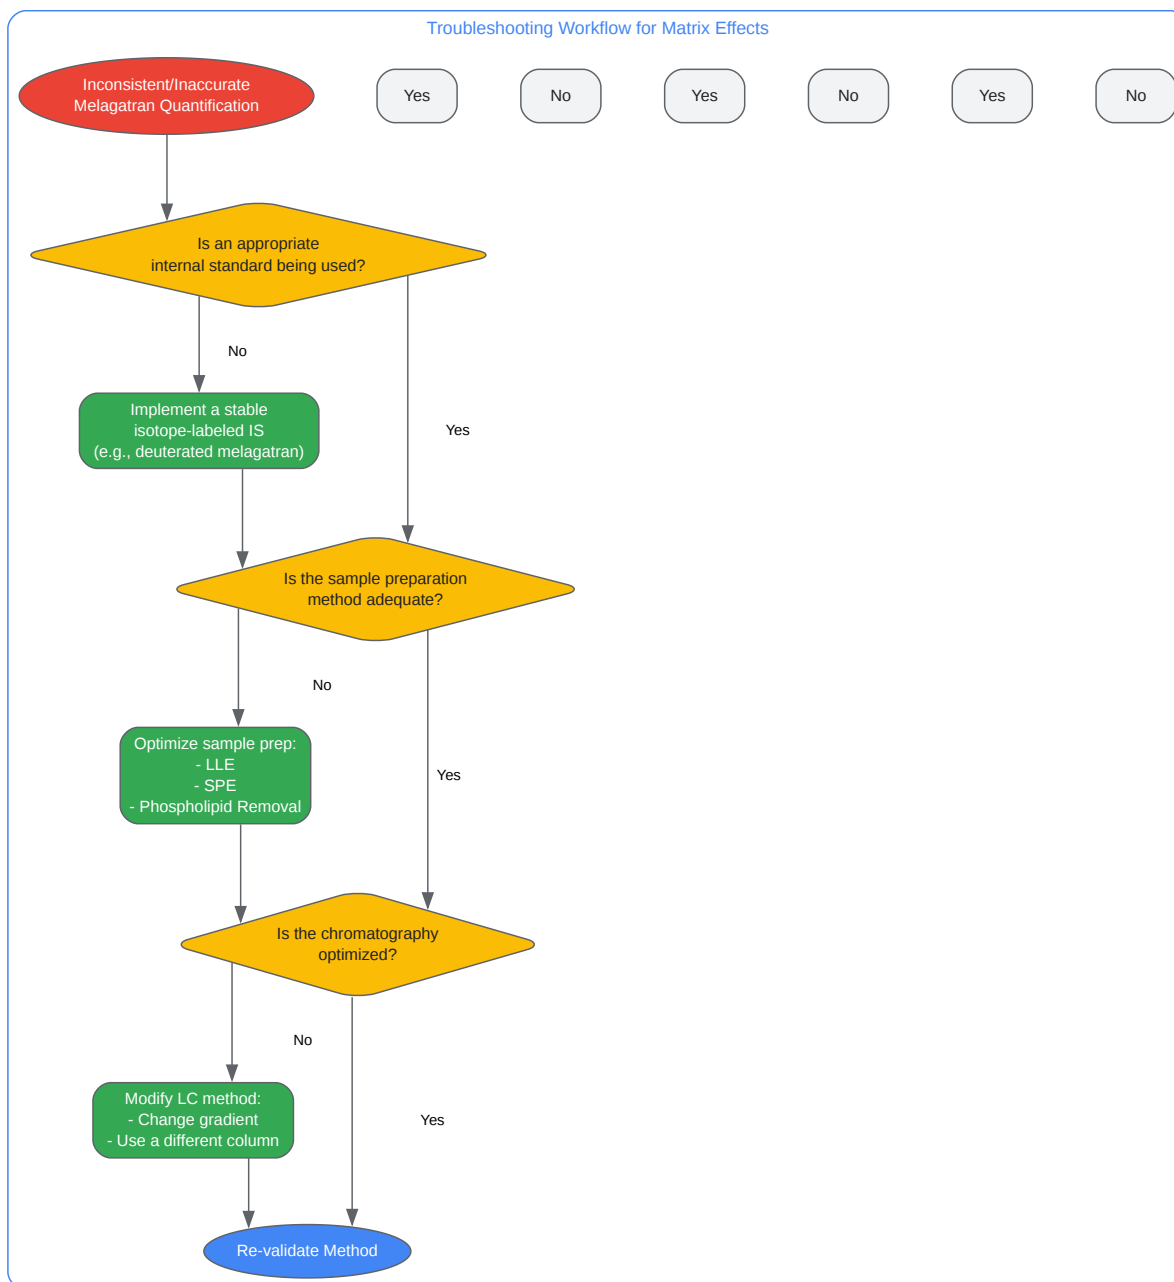 Troubleshooting Workflow for Matrix Effects
Inconsistent/Inaccurate
Melagatran Quantification
Yes
No
Yes
No
Yes
No
Is an appropriate
internal standard being used?
No
Implement a stable
isotope-labeled IS
(e.g., deuterated melagatran)
Yes
Is the sample preparation
method adequate?
No
Optimize sample prep:
- LLE
- SPE
- Phospholipid Removal
Yes
Is the chromatography
optimized?
No
Modify LC method:
- Change gradient
- Use a different column
Yes
Re-validate Method